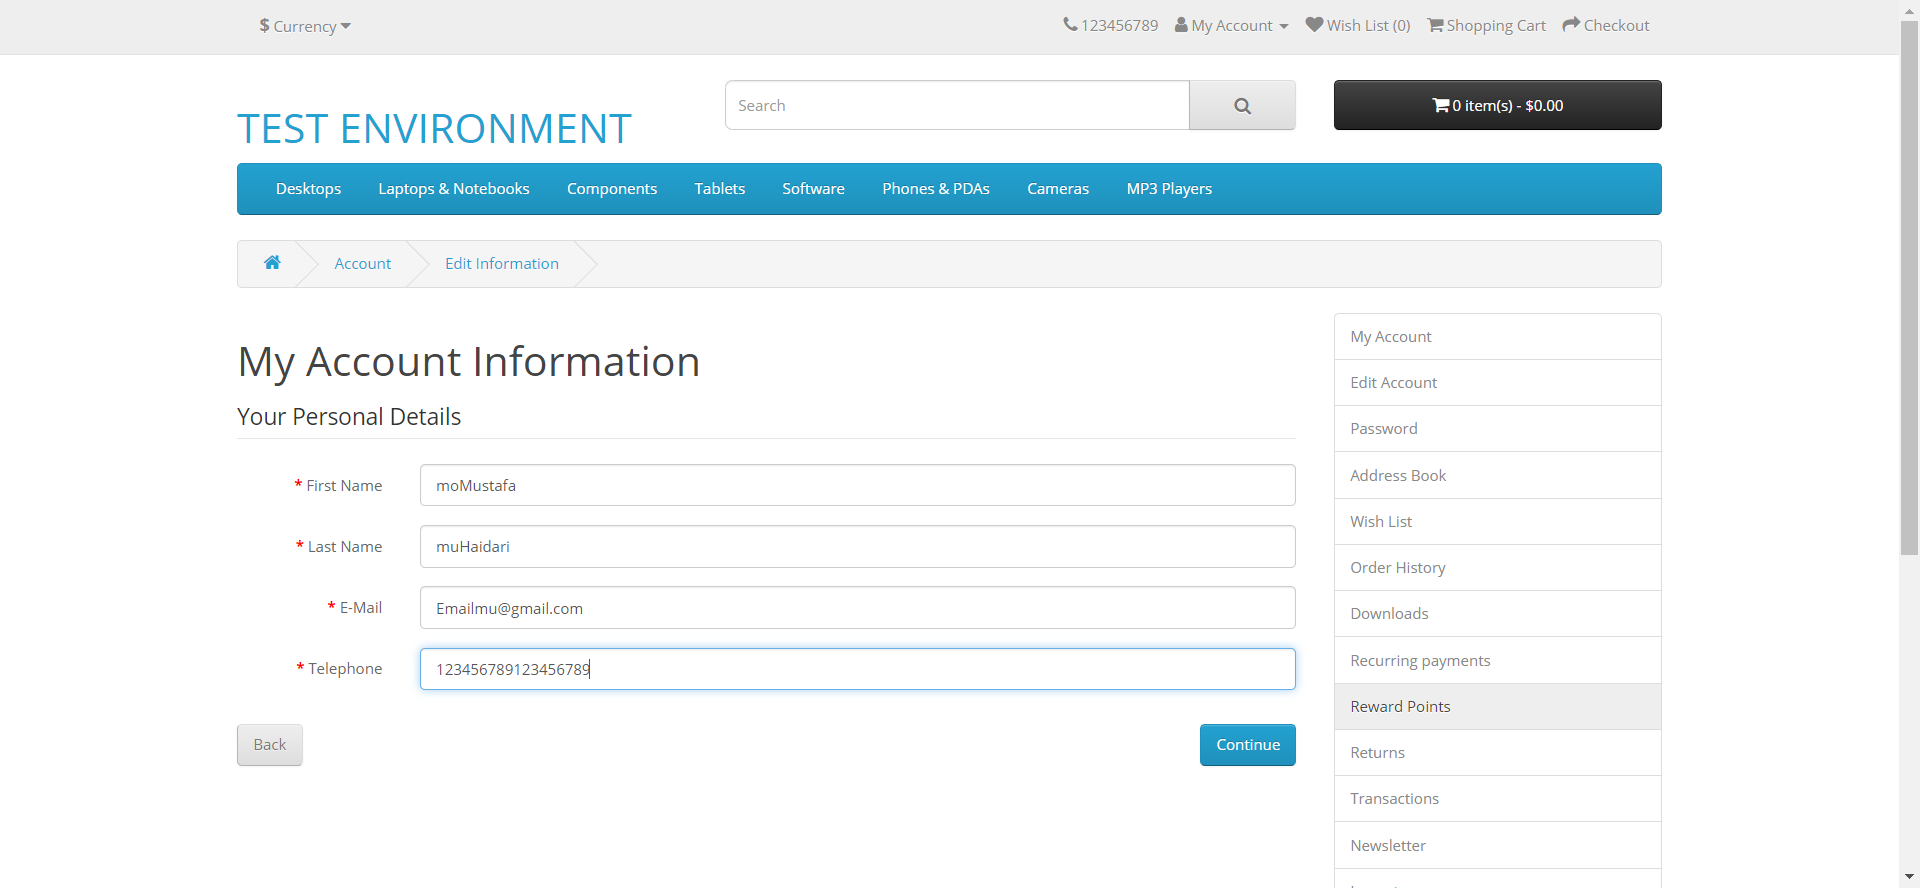 $ Currency
123456789 My Account Wish List (0) Shopping Cart Checkout
TEST ENVIRONMENT
Search
0 item(s) - $0.00
Desktops Laptops & Notebooks Components Tablets Software Phones & PDAs Cameras MP3 Players
Account Edit Information
My Account Information
Your Personal Details
* First Name moMustafa
* Last Name muHaidari
* E-Mail Emailmu@gmail.com
* Telephone 123456789123456789
Back Continue
My Account
Edit Account
Password
Address Book
Wish List
Order History
Downloads
Recurring payments
Reward Points
Returns
Transactions
Newsletter